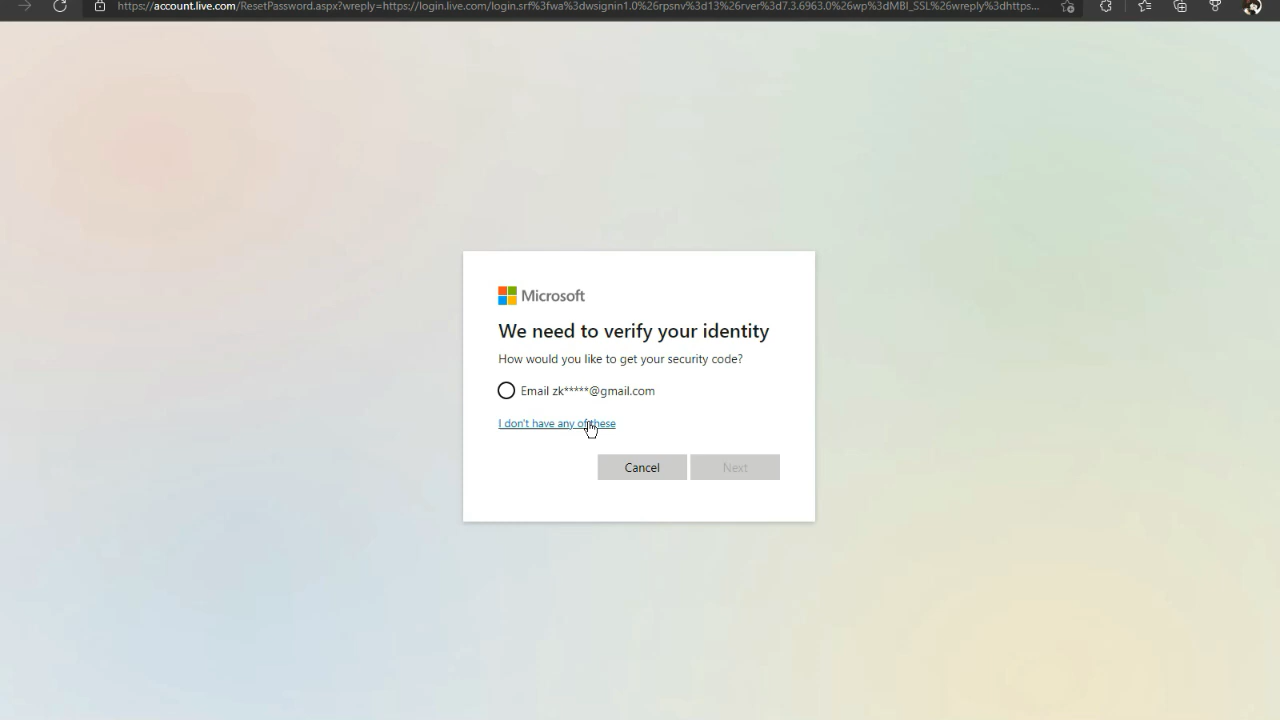 https://account.live.com/ResetPassword.aspx?wreply=https://login.live.com/login.srf%3fwa%3dwsignin1.0%26rpsnv%3d13%26rver%3d7.3.6963.0%26wp%3dMBI_SSL%26wreply%3dhttps...
Microsoft
We need to verify your identity
How would you like to get your security code?
Email zk*****@gmail.com
I don't have any of these
Cancel
Next